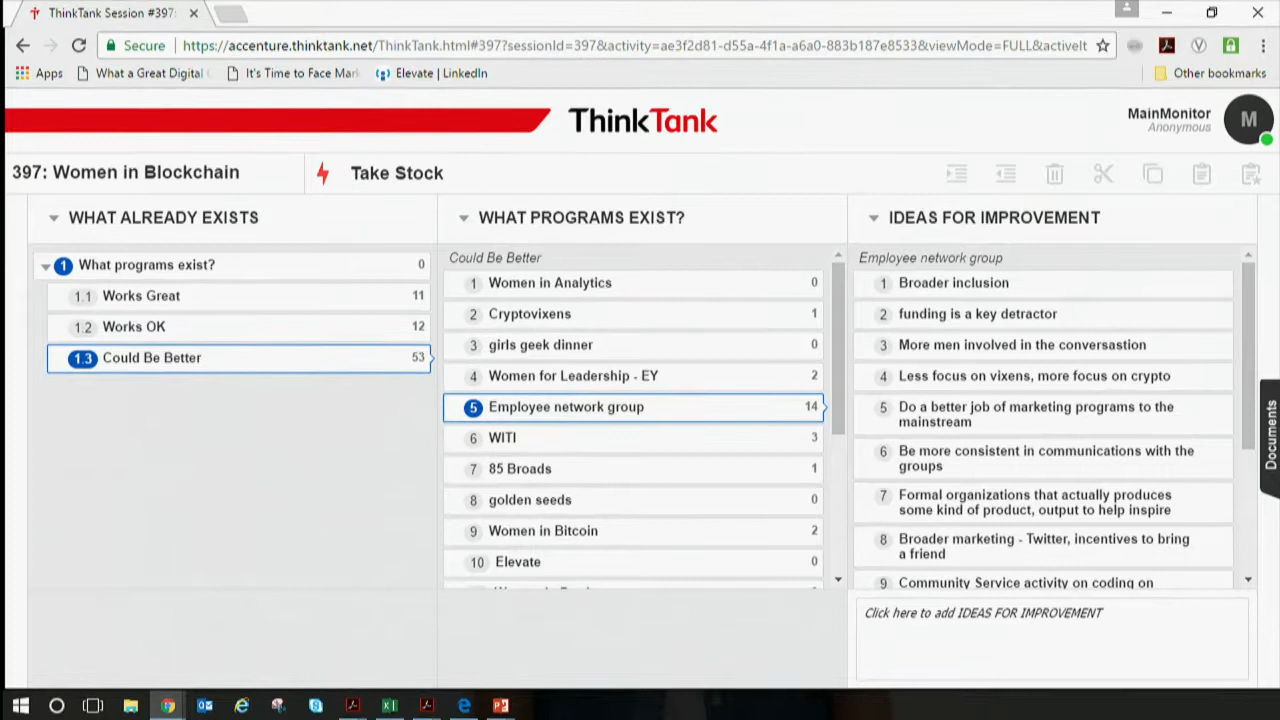 ThinkTank Session #397:
Secure
https://accenture.thinktank.net/ThinkTank.html#397?sessionId=397&activity=ae3f2d81-d55a-4f1a-a6a0-883b187e8533&viewMode=FULL&activeIt
Apps
What a Great Digital
It's Time to Face Mar
Elevate | LinkedIn
Other bookmarks
ThinkTank
MainMonitor
Anonymous
M
397: Women in Blockchain
Take Stock
WHAT ALREADY EXISTS
1 What programs exist? 0
1.1 Works Great 11
1.2 Works OK 12
1.3 Could Be Better 53
WHAT PROGRAMS EXIST?
Could Be Better
1 Women in Analytics 0
2 Cryptovixens 1
3 girls geek dinner 0
4 Women for Leadership - EY 2
5 Employee network group 14
6 WITI 3
7 85 Broads 1
8 golden seeds 0
9 Women in Bitcoin 2
10 Elevate 0
IDEAS FOR IMPROVEMENT
Employee network group
1 Broader inclusion
2 funding is a key detractor
3 More men involved in the conversastion
4 Less focus on vixens, more focus on crypto
5 Do a better job of marketing programs to the
mainstream
6 Be more consistent in communications with the
groups
7 Formal organizations that actually produces
some kind of product, output to help inspire
8 Broader marketing - Twitter, incentives to bring
a friend
9 Community Service activity on coding on
Click here to add IDEAS FOR IMPROVEMENT
Documents